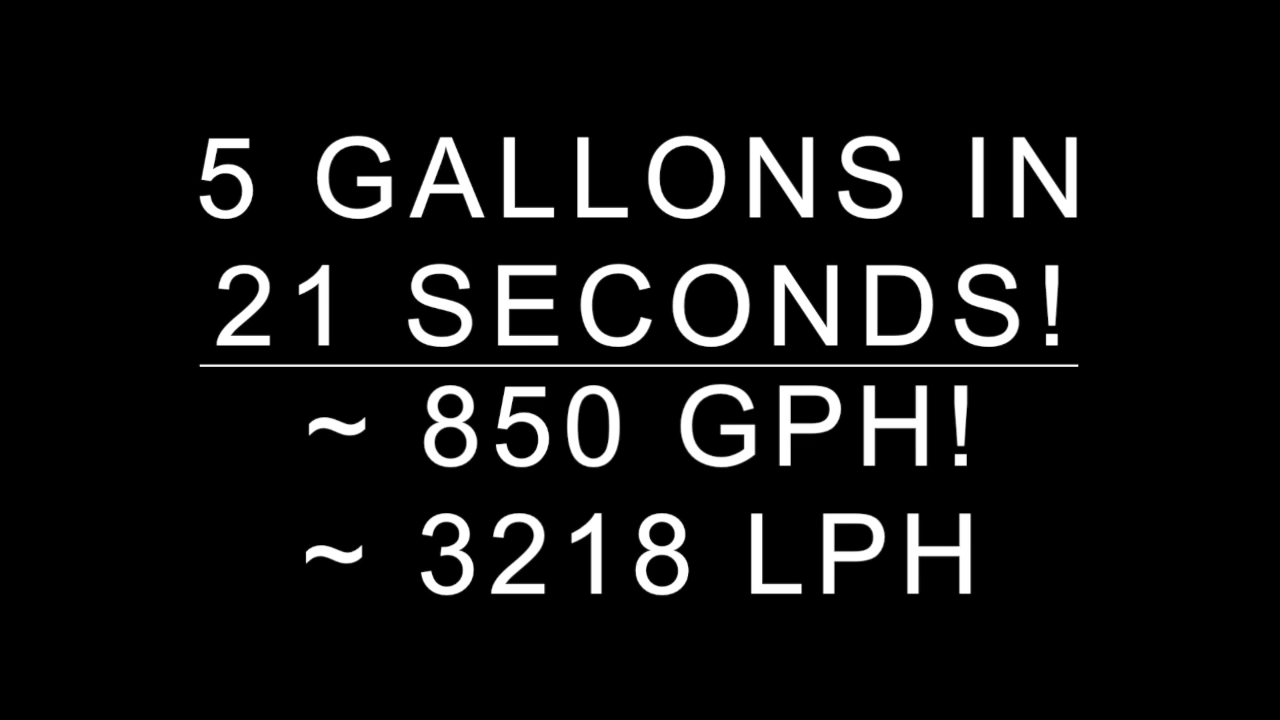 5 GALLONS IN
21 SECONDS!
~ 850 GPH!
~ 3218 LPH